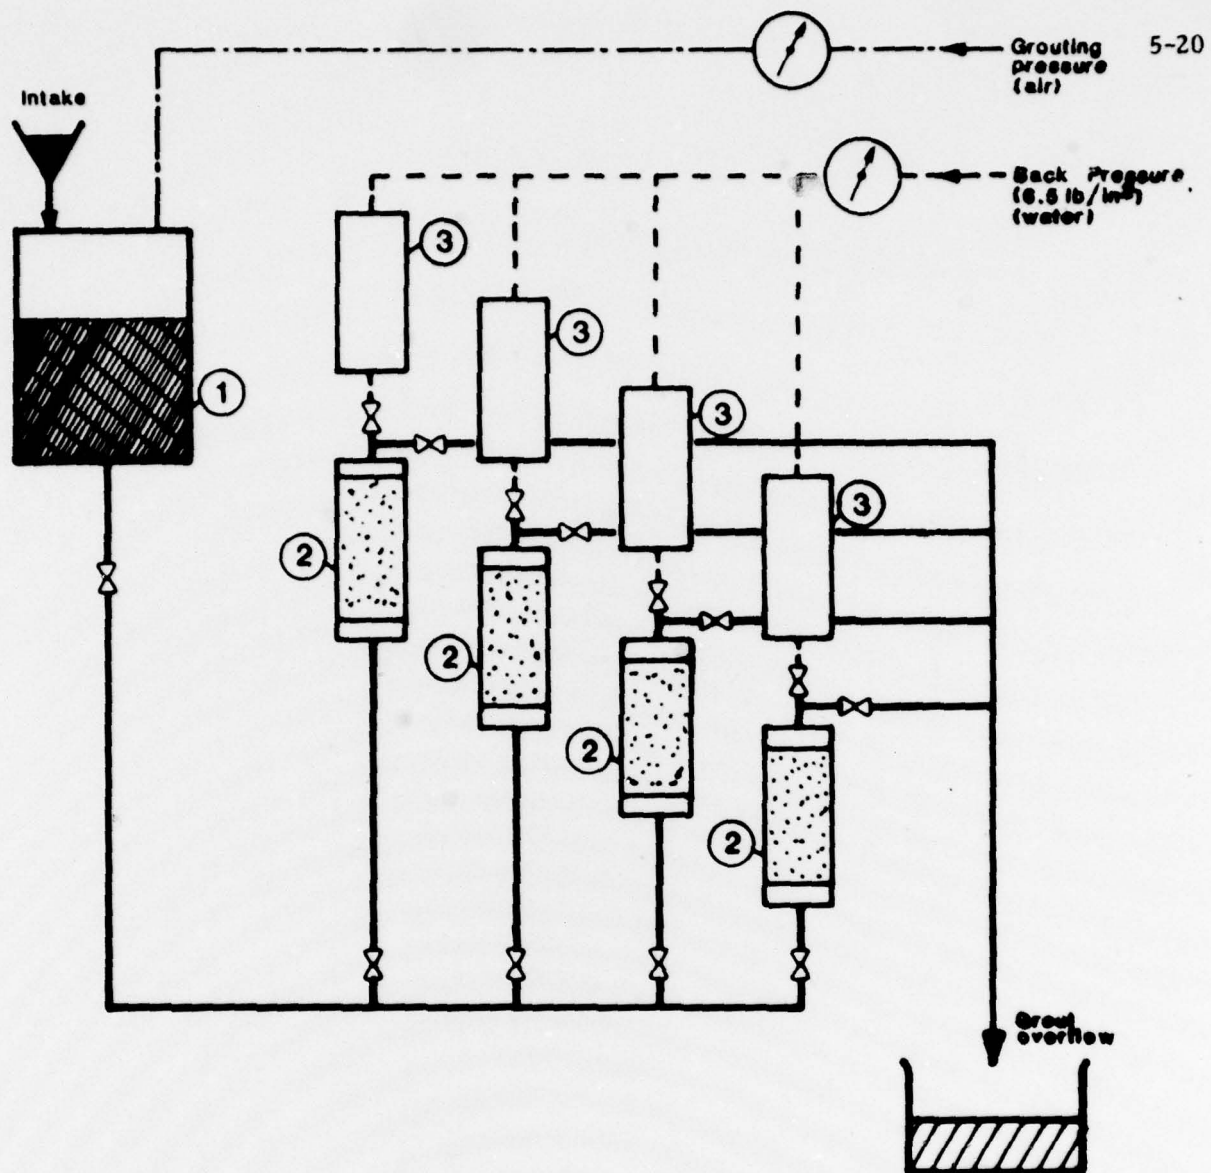 Grouting
pressure
(air)
5-20
Intake
Back Pressure
(6.5 lb/in²)
(water)
3
3
1
3
3
2
2
2
2
Grout
overflow